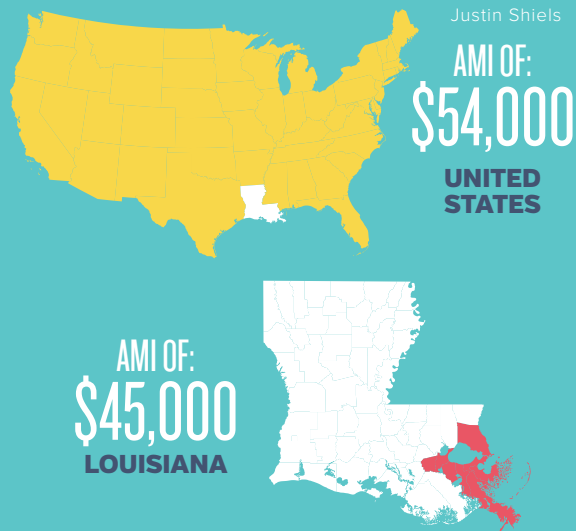 Justin Shiels
AMI OF:
$54,000
UNITED
STATES
AMI OF:
$45,000
LOUISIANA